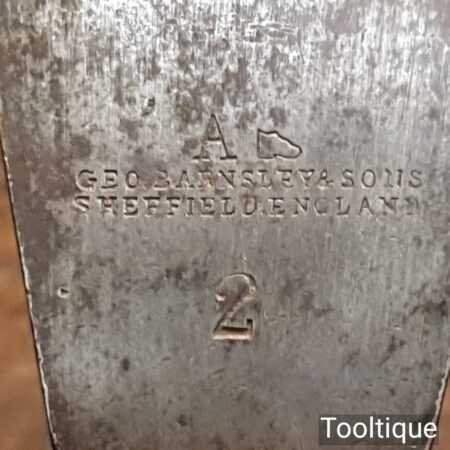 A
GEO. BARNSLEY & SONS
SHEFFIELD. ENGLAND
2
Tooltique